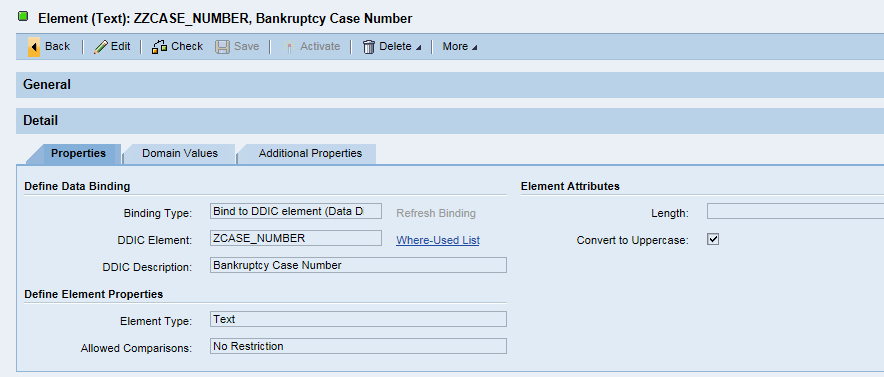 Element (Text): ZZCASE_NUMBER, Bankruptcy Case Number
Back Edit Check Save Activate Delete More
General
Detail
Properties Domain Values Additional Properties
Define Data Binding Element Attributes
Binding Type: Bind to DDIC element (Data D Refresh Binding Length:
DDIC Element: ZCASE_NUMBER Where-Used List Convert to Uppercase:
DDIC Description: Bankruptcy Case Number
Define Element Properties
Element Type: Text
Allowed Comparisons: No Restriction